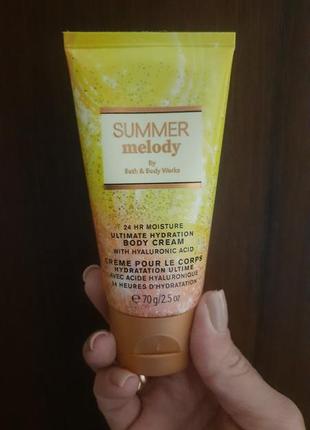 SUMMER
melody
By
Bath & Body Works
24 HR MOISTURE
ULTIMATE HYDRATION
BODY CREAM
WITH HYALURONIC ACID
CRÈME POUR LE CORPS
HYDRATATION ULTIME
AVEC ACIDE HYALURONIQUE
24 HEURES D'HYDRATATION
e 70 g/2.5 oz